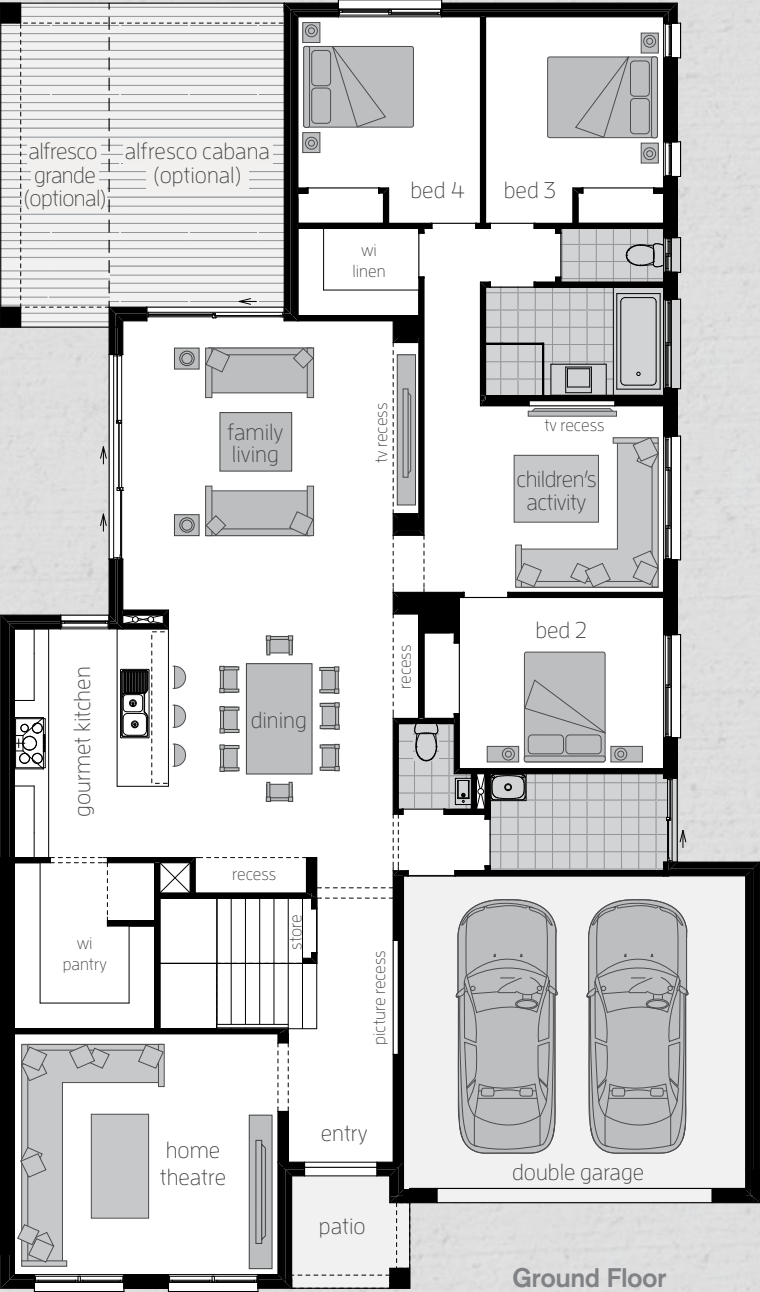 alfresco
grande
(optional)
alfresco cabana
(optional)
bed 4
bed 3
wi
linen
tv recess
family
living
tv recess
children's
activity
bed 2
recess
gourmet kitchen
dining
recess
wi
pantry
store
picture recess
entry
home
theatre
double garage
patio
Ground Floor